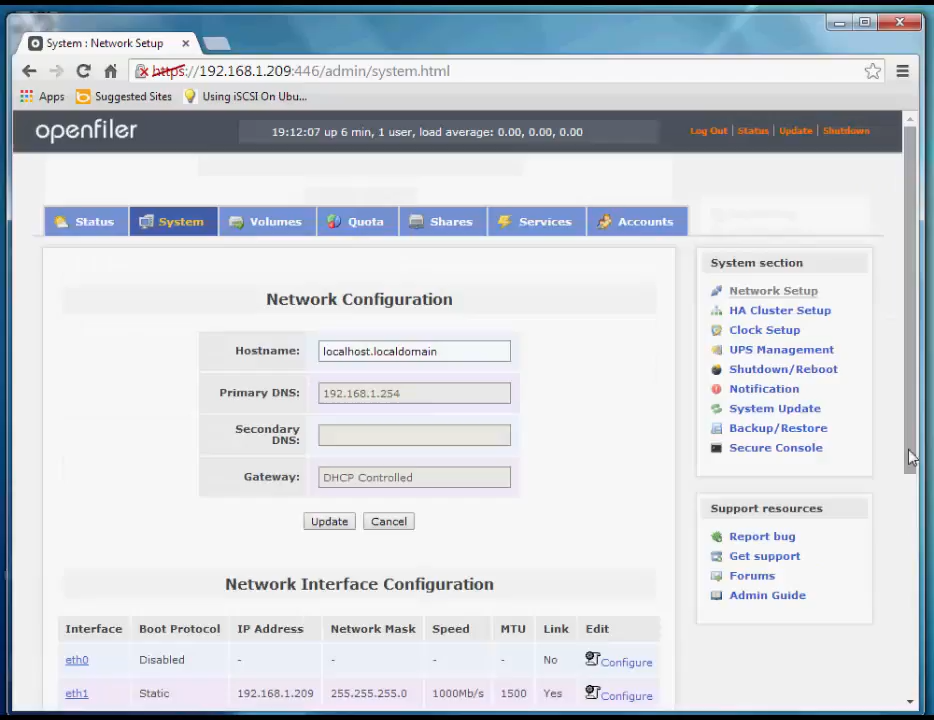 System : Network Setup
https://192.168.1.209:446/admin/system.html
Apps Suggested Sites Using iSCSI On Ubu...
openfiler
19:12:07 up 6 min, 1 user, load average: 0.00, 0.00, 0.00
Log Out | Status | Update | Shutdown
Status System Volumes Quota Shares Services Accounts
Network Configuration
Hostname: localhost.localdomain
Primary DNS: 192.168.1.254
Secondary
DNS:
Gateway: DHCP Controlled
Update Cancel
Network Interface Configuration
Interface Boot Protocol IP Address Network Mask Speed MTU Link Edit
eth0 Disabled - - - - No Configure
eth1 Static 192.168.1.209 255.255.255.0 1000Mb/s 1500 Yes Configure
System section
Network Setup
HA Cluster Setup
Clock Setup
UPS Management
Shutdown/Reboot
Notification
System Update
Backup/Restore
Secure Console
Support resources
Report bug
Get support
Forums
Admin Guide